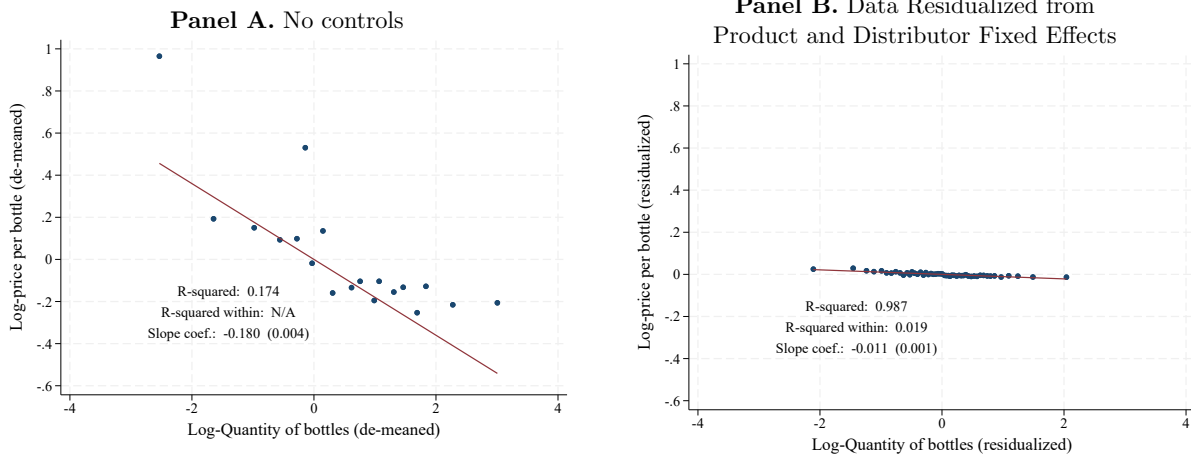 Panel A. No controls
1
.8
.6
.4
.2
0
-.2
-.4
-.6
Log-price per bottle (de-meaned)
R-squared: 0.174
R-squared within: N/A
Slope coef.: -0.180 (0.004)
-4 -2 0 2 4
Log-Quantity of bottles (de-meaned)
Panel B. Data Residualized from
Product and Distributor Fixed Effects
1
.8
.6
.4
.2
0
-.2
-.4
-.6
Log-price per bottle (residualized)
R-squared: 0.987
R-squared within: 0.019
Slope coef.: -0.011 (0.001)
-4 -2 0 2 4
Log-Quantity of bottles (residualized)